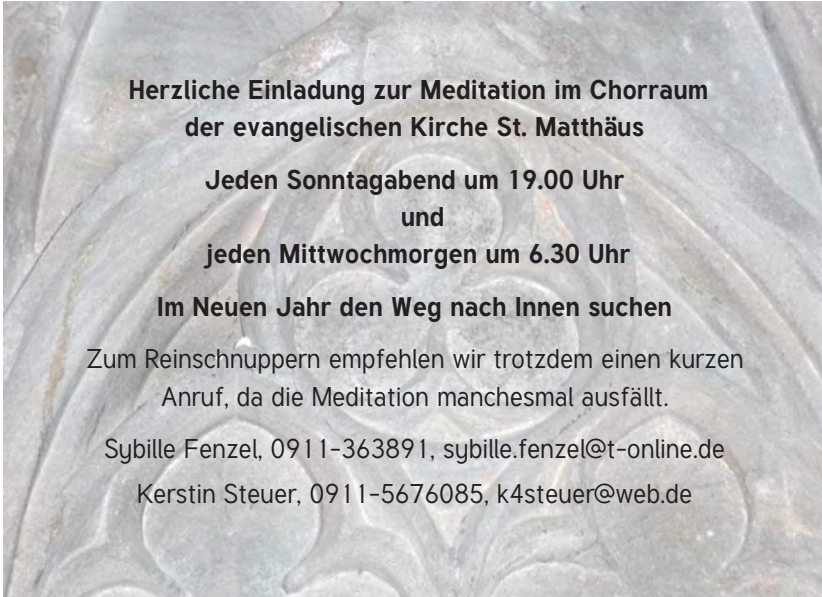 Herzliche Einladung zur Meditation im Chorraum
der evangelischen Kirche St. Matthäus
Jeden Sonntagabend um 19.00 Uhr
und
jeden Mittwochmorgen um 6.30 Uhr
Im Neuen Jahr den Weg nach Innen suchen
Zum Reinschnuppern empfehlen wir trotzdem einen kurzen
Anruf, da die Meditation manchesmal ausfällt.
Sybille Fenzel, 0911-363891, sybille.fenzel@t-online.de
Kerstin Steuer, 0911-5676085, k4steuer@web.de